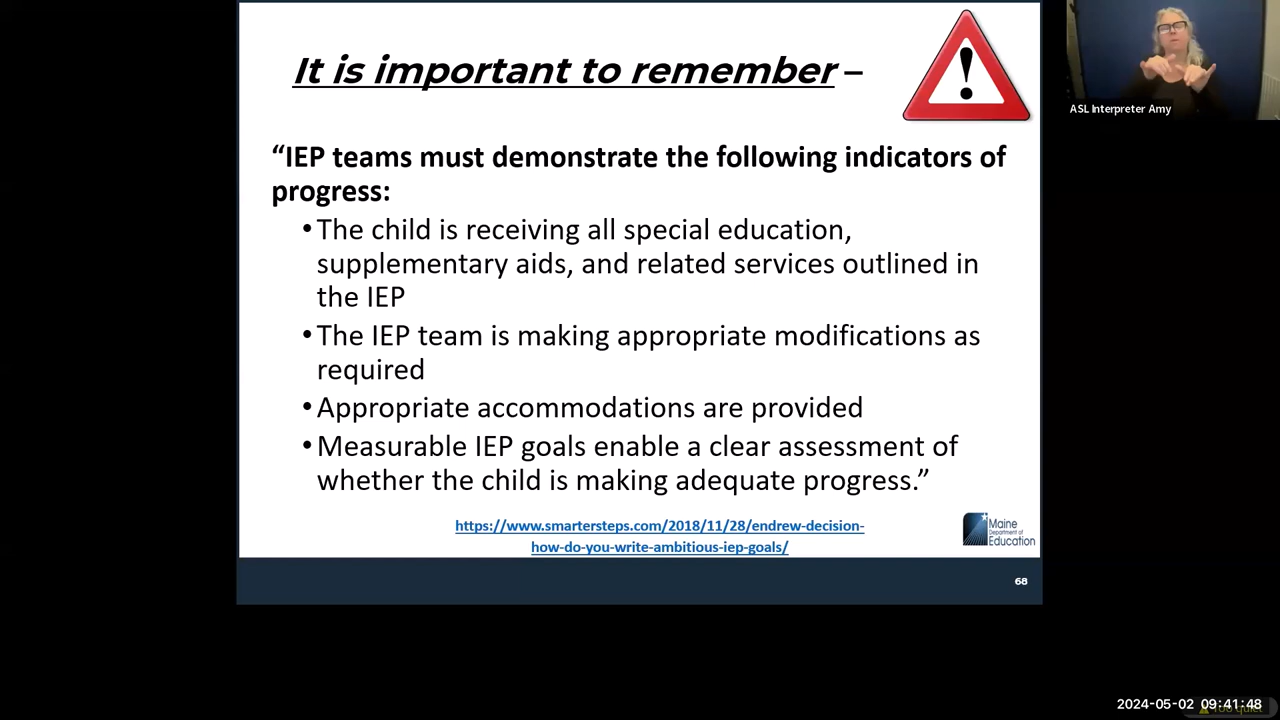 It is important to remember –
ASL Interpreter Amy
“IEP teams must demonstrate the following indicators of
progress:
•The child is receiving all special education,
supplementary aids, and related services outlined in
the IEP
•The IEP team is making appropriate modifications as
required
•Appropriate accommodations are provided
•Measurable IEP goals enable a clear assessment of
whether the child is making adequate progress.”
https://www.smartersteps.com/2018/11/28/endrew-decision-
how-do-you-write-ambitious-iep-goals/
Maine
Department of
Education
68
2024-05-02 09:41:48
Too quiet